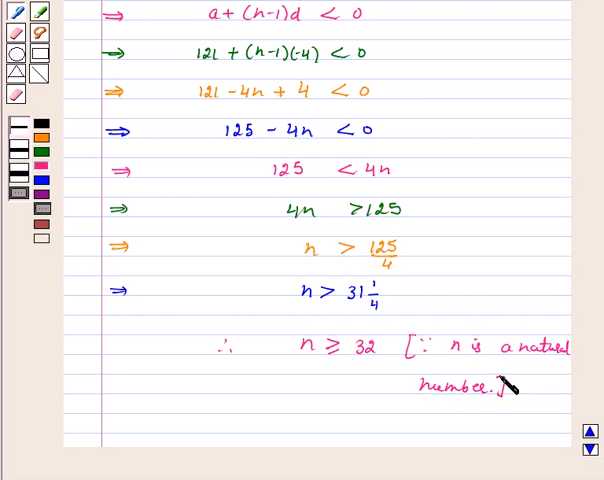 ⇒ a + (n-1)d < 0
⇒ 121 + (n-1)(-4) < 0
⇒ 121 - 4n + 4 < 0
⇒ 125 - 4n < 0
⇒ 125 < 4n
⇒ 4n > 125
⇒ n > 125/4
⇒ n > 31 1/4
∴ n ≥ 32 [∵ n is a natural
number.]